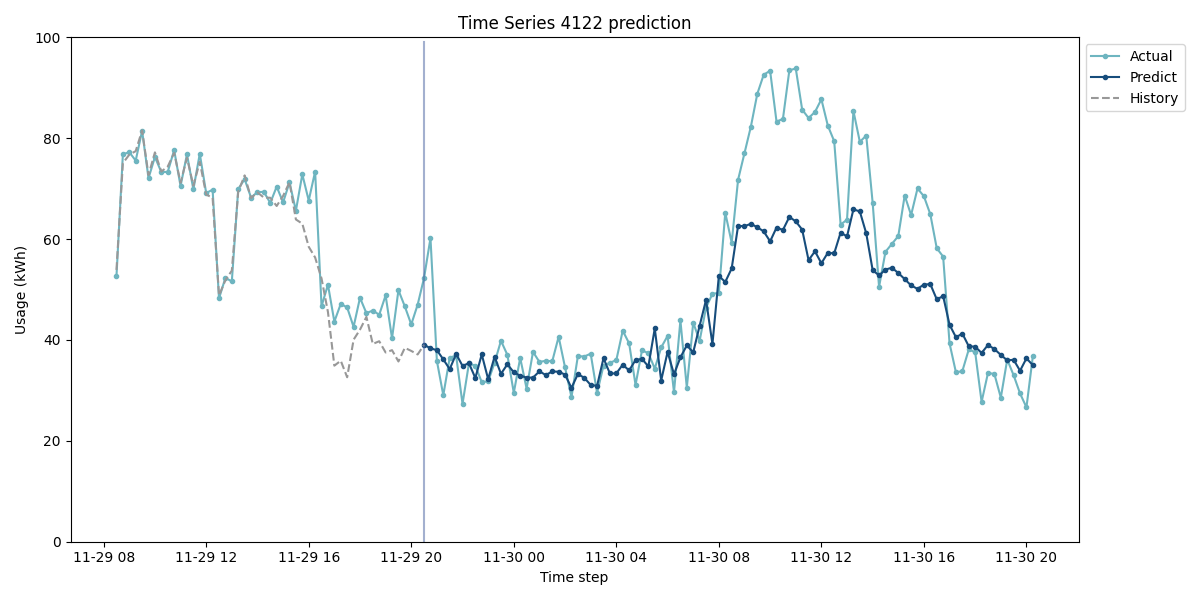 Time Series 4122 prediction
100
80
60
40
20
0
Usage (kWh)
11-29 08
11-29 12
11-29 16
11-29 20
11-30 00
11-30 04
11-30 08
11-30 12
11-30 16
11-30 20
Time step
Actual
Predict
History